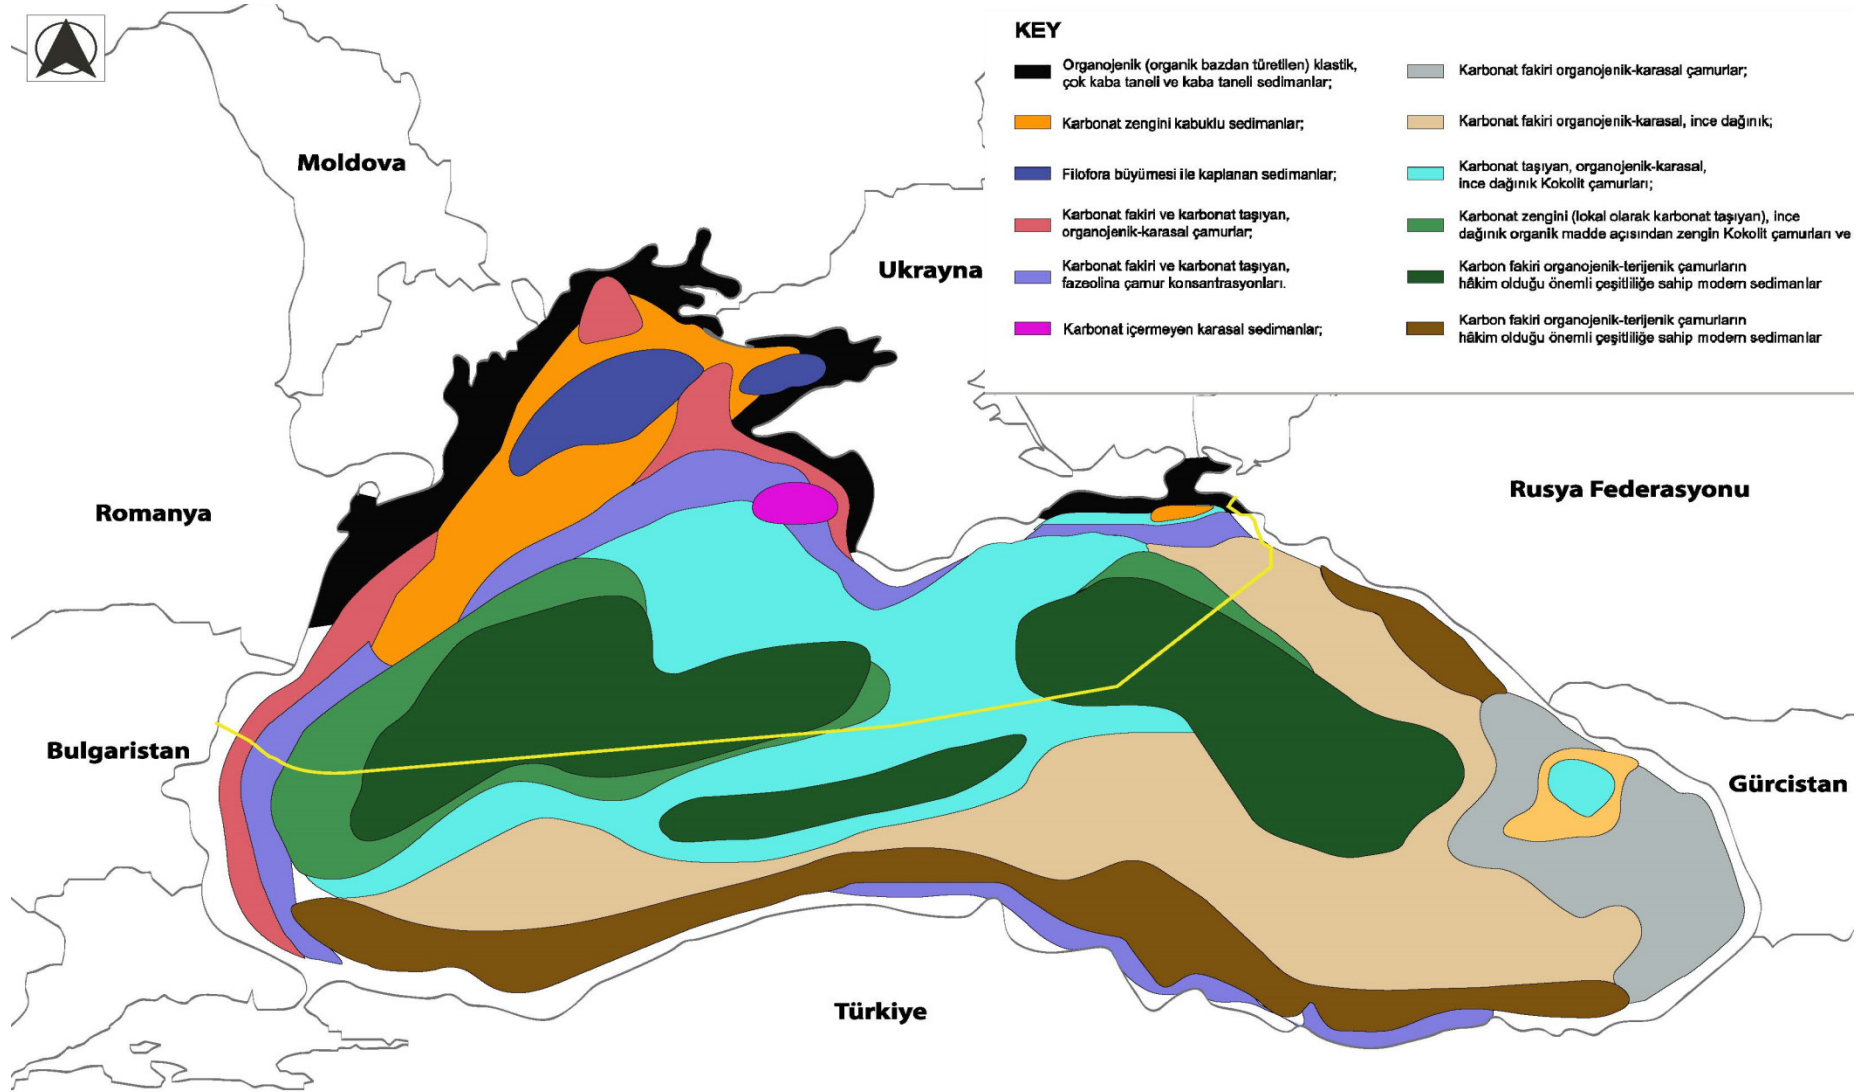 KEY
Organojenik (organik bazdan türetilen) klastik,
çok kaba taneli ve kaba taneli sedimanlar;
Karbonat zengini kabuklu sedimanlar;
Filofora büyümesi ile kaplanan sedimanlar;
Karbonat fakiri ve karbonat taşıyan,
organojenik-karasal çamurlar;
Karbonat fakiri ve karbonat taşıyan,
fazeolina çamur konsantrasyonları.
Karbonat içermeyen karasal sedimanlar;
Karbonat fakiri organojenik-karasal çamurlar;
Karbonat fakiri organojenik-karasal, ince dağınık;
Karbonat taşıyan, organojenik-karasal,
ince dağınık Kokolit çamurları;
Karbonat zengini (lokal olarak karbonat taşıyan), ince
dağınık organik madde açısından zengin Kokolit çamurları ve
Karbon fakiri organojenik-terijenik çamurların
hâkim olduğu önemli çeşitliliğe sahip modern sedimanlar
Karbon fakiri organojenik-terijenik çamurların
hâkim olduğu önemli çeşitliliğe sahip modern sedimanlar
Moldova
Ukrayna
Romanya
Rusya Federasyonu
Bulgaristan
Gürcistan
Türkiye